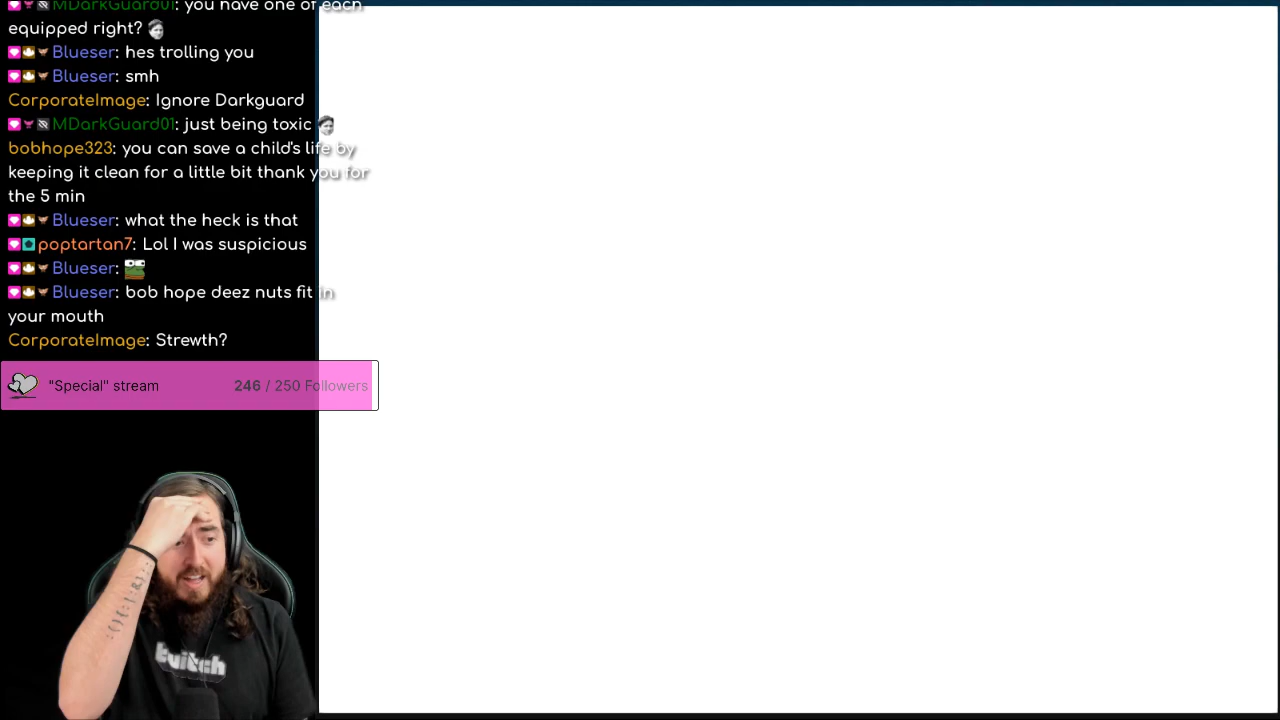 MDarkGuard01: you have one of each
equipped right?
Blueser: hes trolling you
Blueser: smh
CorporateImage: Ignore Darkguard
MDarkGuard01: just being toxic
bobhope323: you can save a child's life by
keeping it clean for a little bit thank you for
the 5 min
Blueser: what the heck is that
poptartan7: Lol I was suspicious
Blueser:
Blueser: bob hope deez nuts fit in
your mouth
CorporateImage: Strewth?
"Special" stream 246 / 250 Followers
twitch